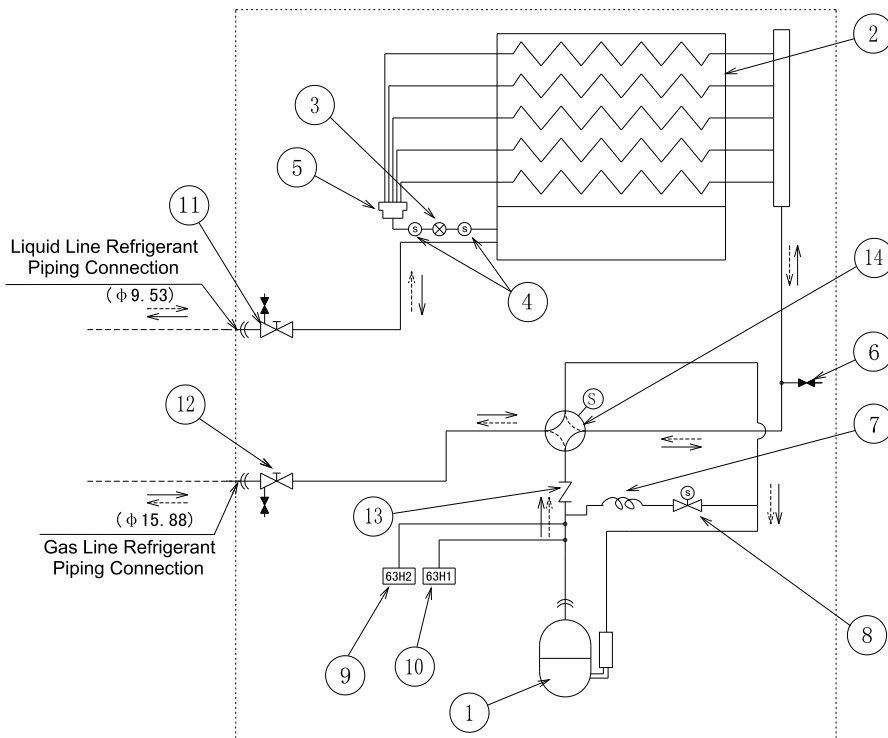 2
3
5
11
Liquid Line Refrigerant
Piping Connection
(φ9.53)
S
S
4
14
6
S
12
7
13
S
(φ15.88)
Gas Line Refrigerant
Piping Connection
63H2
63H1
9
10
8
1